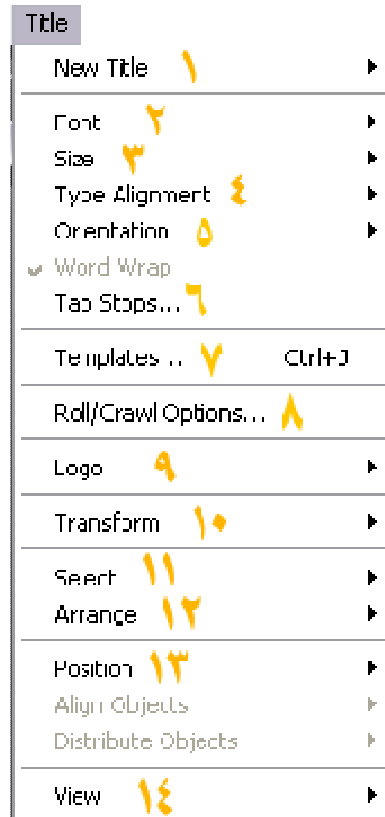 Title
New Title ١
Font ٢
Size ٣
Type Alignment ٤
Orientation ٥
Word Wrap
Tab Stops... ٦
Templates... ٧ Ctrl+J
Roll/Crawl Options... ٨
Logo ٩
Transform ١٠
Select ١١
Arrange ١٢
Position ١٣
Align Objects
Distribute Objects
View ١٤